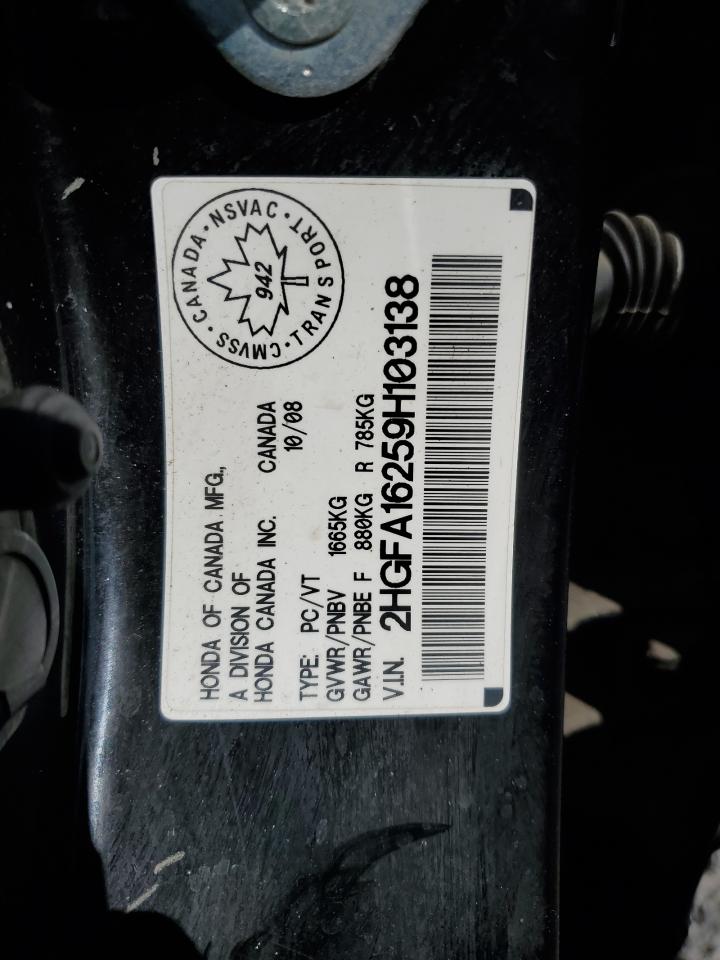 HONDA OF CANADA MFG.,
A DIVISION OF
HONDA CANADA INC. CANADA
10/08
TYPE: PC/VT
GVWR/PNBV 1665KG
GAWR/PNBE F 880KG R 785KG
V.I.N. 2HGFA16259H103138
CANADA · NSVAC · TRANSPORT · CMVSS ·
942